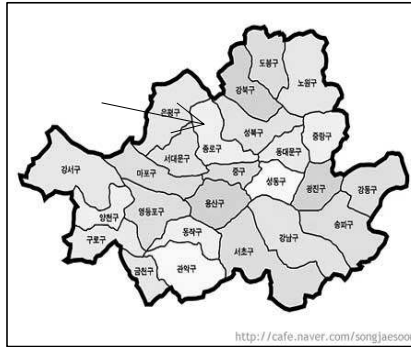 도봉구
노원구
강북구
은평구
성북구
중랑구
종로구
동대문구
서대문구
강서구
마포구
중구
성동구
광진구
강동구
양천구
영등포구
용산구
송파구
구로구
동작구
강남구
서초구
금천구
관악구
http://cafe.naver.com/songjaesoon